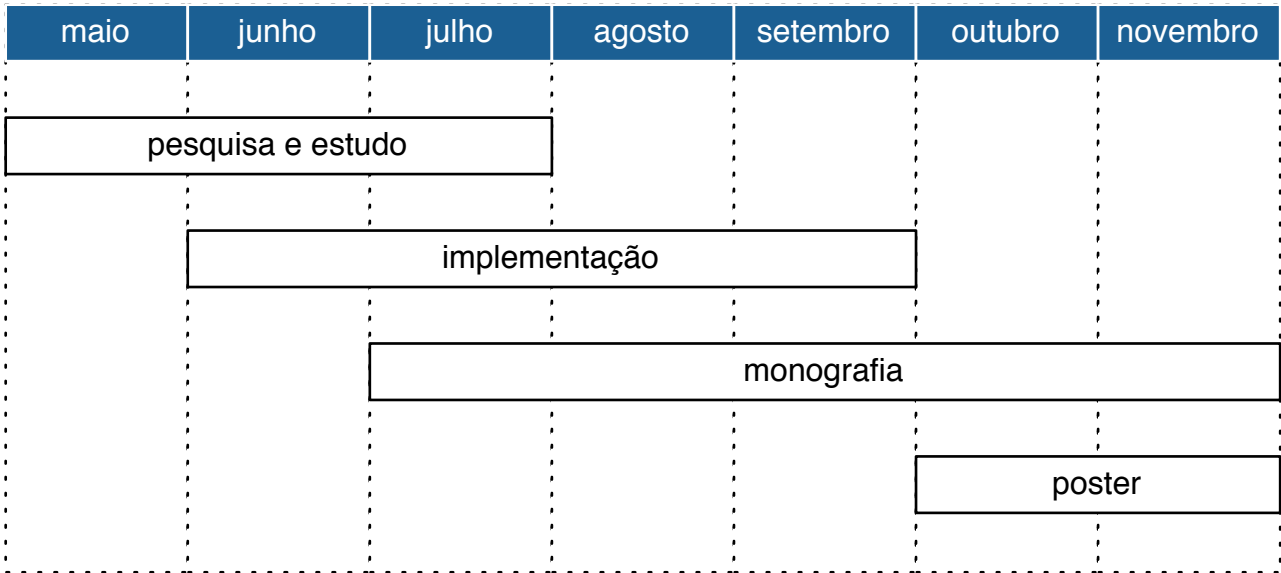 maio junho julho agosto setembro outubro novembro
pesquisa e estudo
implementação
monografia
poster